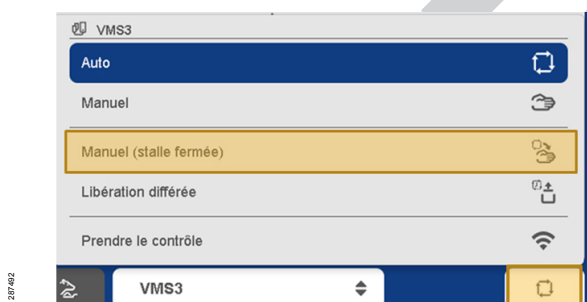 VMS3
Auto
Manuel
Manuel (stalle fermée)
Libération différée
Prendre le contrôle
VMS3
287492